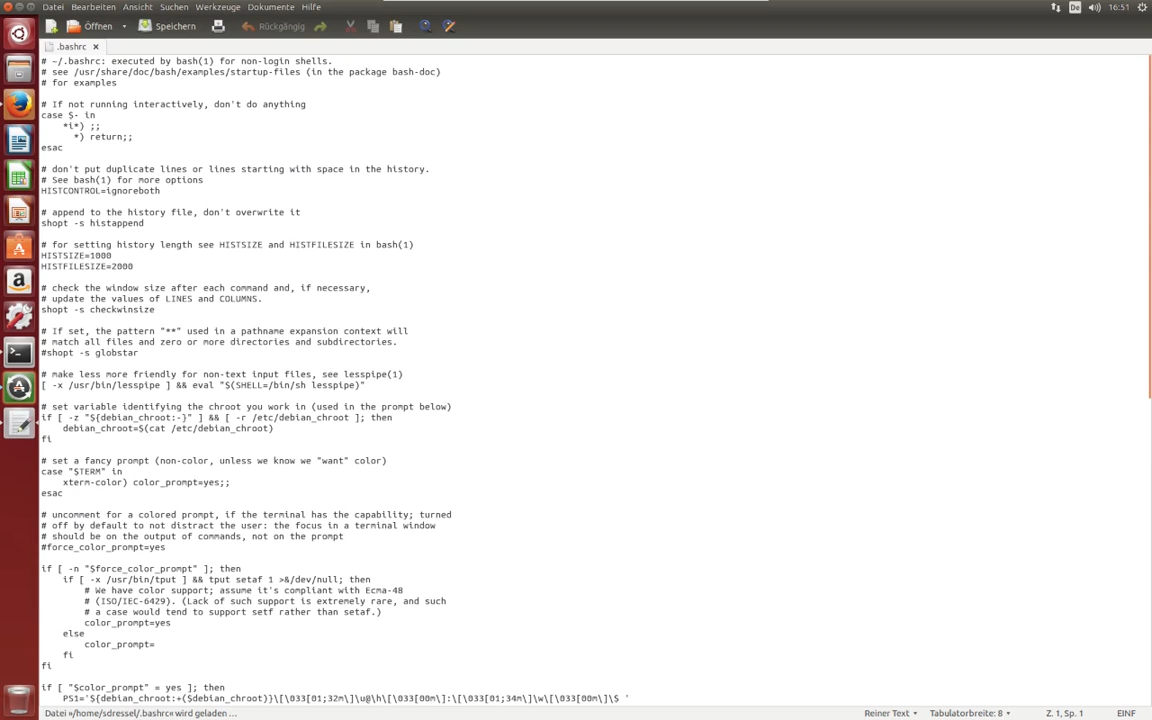 Datei Bearbeiten Ansicht Suchen Werkzeuge Dokumente Hilfe De 16:51
Öffnen Speichern Rückgängig
.bashrc ×
# ~/.bashrc: executed by bash(1) for non-login shells.
# see /usr/share/doc/bash/examples/startup-files (in the package bash-doc)
# for examples
# If not running interactively, don't do anything
case $- in
*i*) ;;
*) return;;
esac
# don't put duplicate lines or lines starting with space in the history.
# See bash(1) for more options
HISTCONTROL=ignoreboth
# append to the history file, don't overwrite it
shopt -s histappend
# for setting history length see HISTSIZE and HISTFILESIZE in bash(1)
HISTSIZE=1000
HISTFILESIZE=2000
# check the window size after each command and, if necessary,
# update the values of LINES and COLUMNS.
shopt -s checkwinsize
# If set, the pattern "**" used in a pathname expansion context will
# match all files and zero or more directories and subdirectories.
#shopt -s globstar
# make less more friendly for non-text input files, see lesspipe(1)
[ -x /usr/bin/lesspipe ] && eval "$(SHELL=/bin/sh lesspipe)"
# set variable identifying the chroot you work in (used in the prompt below)
if [ -z "${debian_chroot:-}" ] && [ -r /etc/debian_chroot ]; then
debian_chroot=$(cat /etc/debian_chroot)
fi
# set a fancy prompt (non-color, unless we know we "want" color)
case "$TERM" in
xterm-color) color_prompt=yes;;
esac
# uncomment for a colored prompt, if the terminal has the capability; turned
# off by default to not distract the user: the focus in a terminal window
# should be on the output of commands, not on the prompt
#force_color_prompt=yes
if [ -n "$force_color_prompt" ]; then
if [ -x /usr/bin/tput ] && tput setaf 1 >&/dev/null; then
# We have color support; assume it's compliant with Ecma-48
# (ISO/IEC-6429). (Lack of such support is extremely rare, and such
# a case would tend to support setf rather than setaf.)
color_prompt=yes
else
color_prompt=
fi
fi
if [ "$color_prompt" = yes ]; then
PS1='${debian_chroot:+($debian_chroot)}\[\033[01;32m\]\u@\h\[\033[00m\]:\[\033[01;34m\]\w\[\033[00m\]\$ '
Datei »/home/sdressel/.bashrc« wird geladen … Reiner Text Tabulatorbreite: 8 Z. 1, Sp. 1 EINF